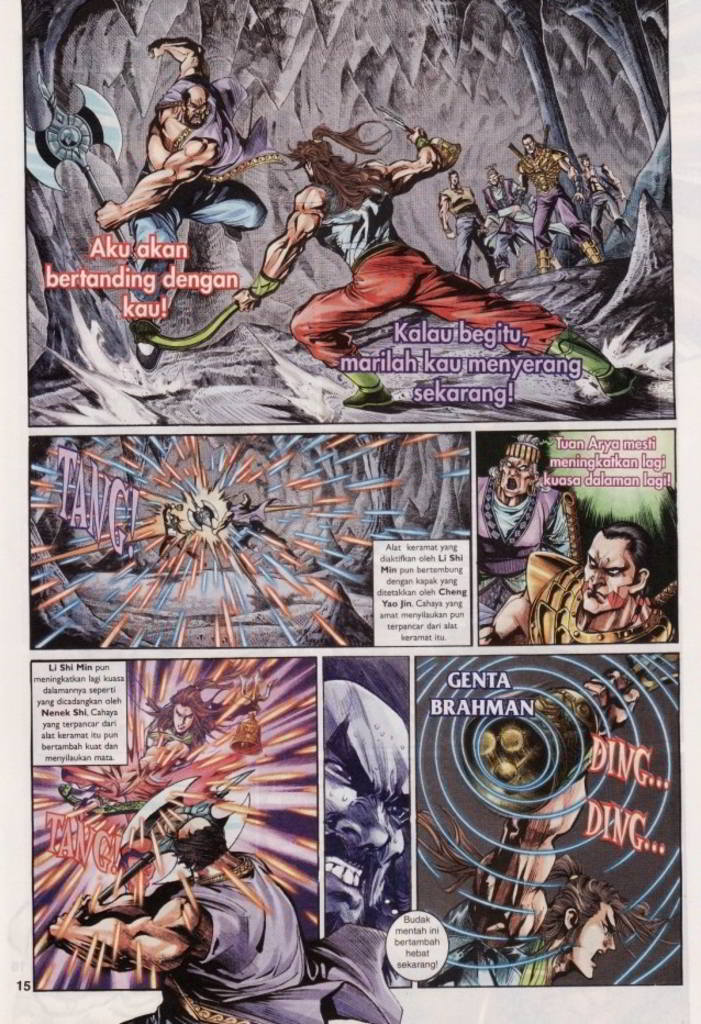 Aku akan
bertanding dengan
kau!
Kalau begitu,
marilah kau menyerang
sekarang!
TANG!
Alat keramat yang
diaktifkan oleh Li Shi
Min pun bertembung
dengan kapak yang
ditetakkan oleh Cheng
Yao Jin. Cahaya yang
amat menyilaukan pun
terpancar dari alat
keramat itu.
Tuan Arya mesti
meningkatkan lagi
kuasa dalaman lagi!
Li Shi Min pun
meningkatkan lagi kuasa
dalamannya seperti
yang dicadangkan oleh
Nenek Shi. Cahaya
yang terpancar dari
alat keramat itu pun
bertambah kuat dan
menyilaukan mata.
TANG!
GENTA
BRAHMAN
DING...
DING...
Budak
mentah ini
bertambah
hebat
sekarang!
15